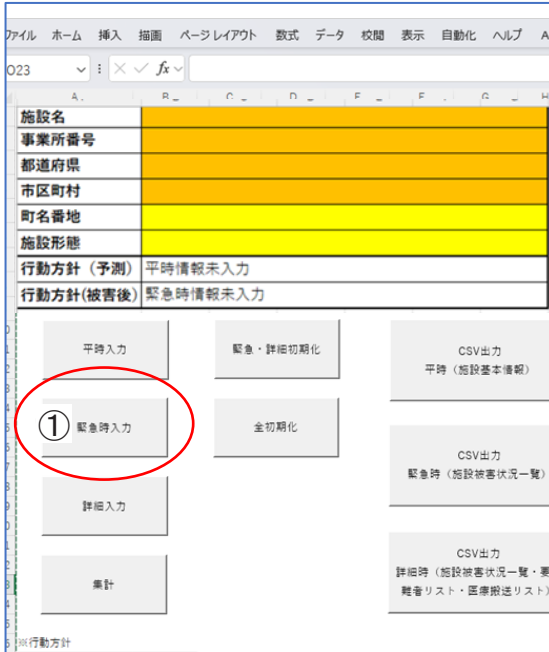 ファイル ホーム 挿入 描画 ページ レイアウト 数式 データ 校閲 表示 自動化 ヘルプ A
O23 fx
A B C D E F G H
施設名
事業所番号
都道府県
市区町村
町名番地
施設形態
行動方針（予測） 平時情報未入力
行動方針(被害後) 緊急時情報未入力
平時入力 緊急・詳細初期化 CSV出力
平時（施設基本情報）
① 緊急時入力 全初期化
CSV出力
緊急時（施設被害状況一覧）
詳細入力
CSV出力
集計 詳細時（施設被害状況一覧・要
難者リスト・医療搬送リスト）
※行動方針